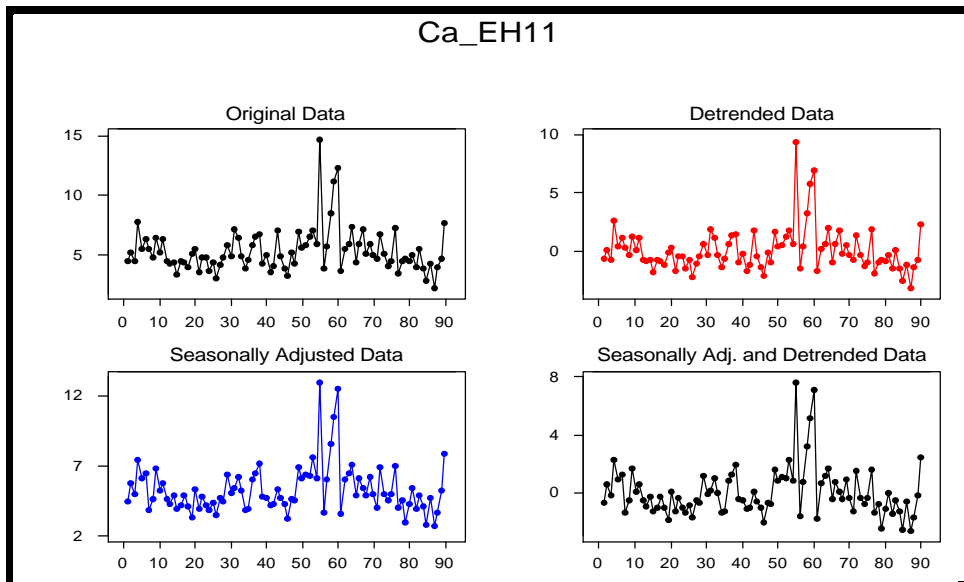 Ca_EH11
Original Data
15
10
5
0 10 20 30 40 50 60 70 80 90
Detrended Data
10
5
0
0 10 20 30 40 50 60 70 80 90
Seasonally Adjusted Data
12
7
2
0 10 20 30 40 50 60 70 80 90
Seasonally Adj. and Detrended Data
8
4
0
0 10 20 30 40 50 60 70 80 90